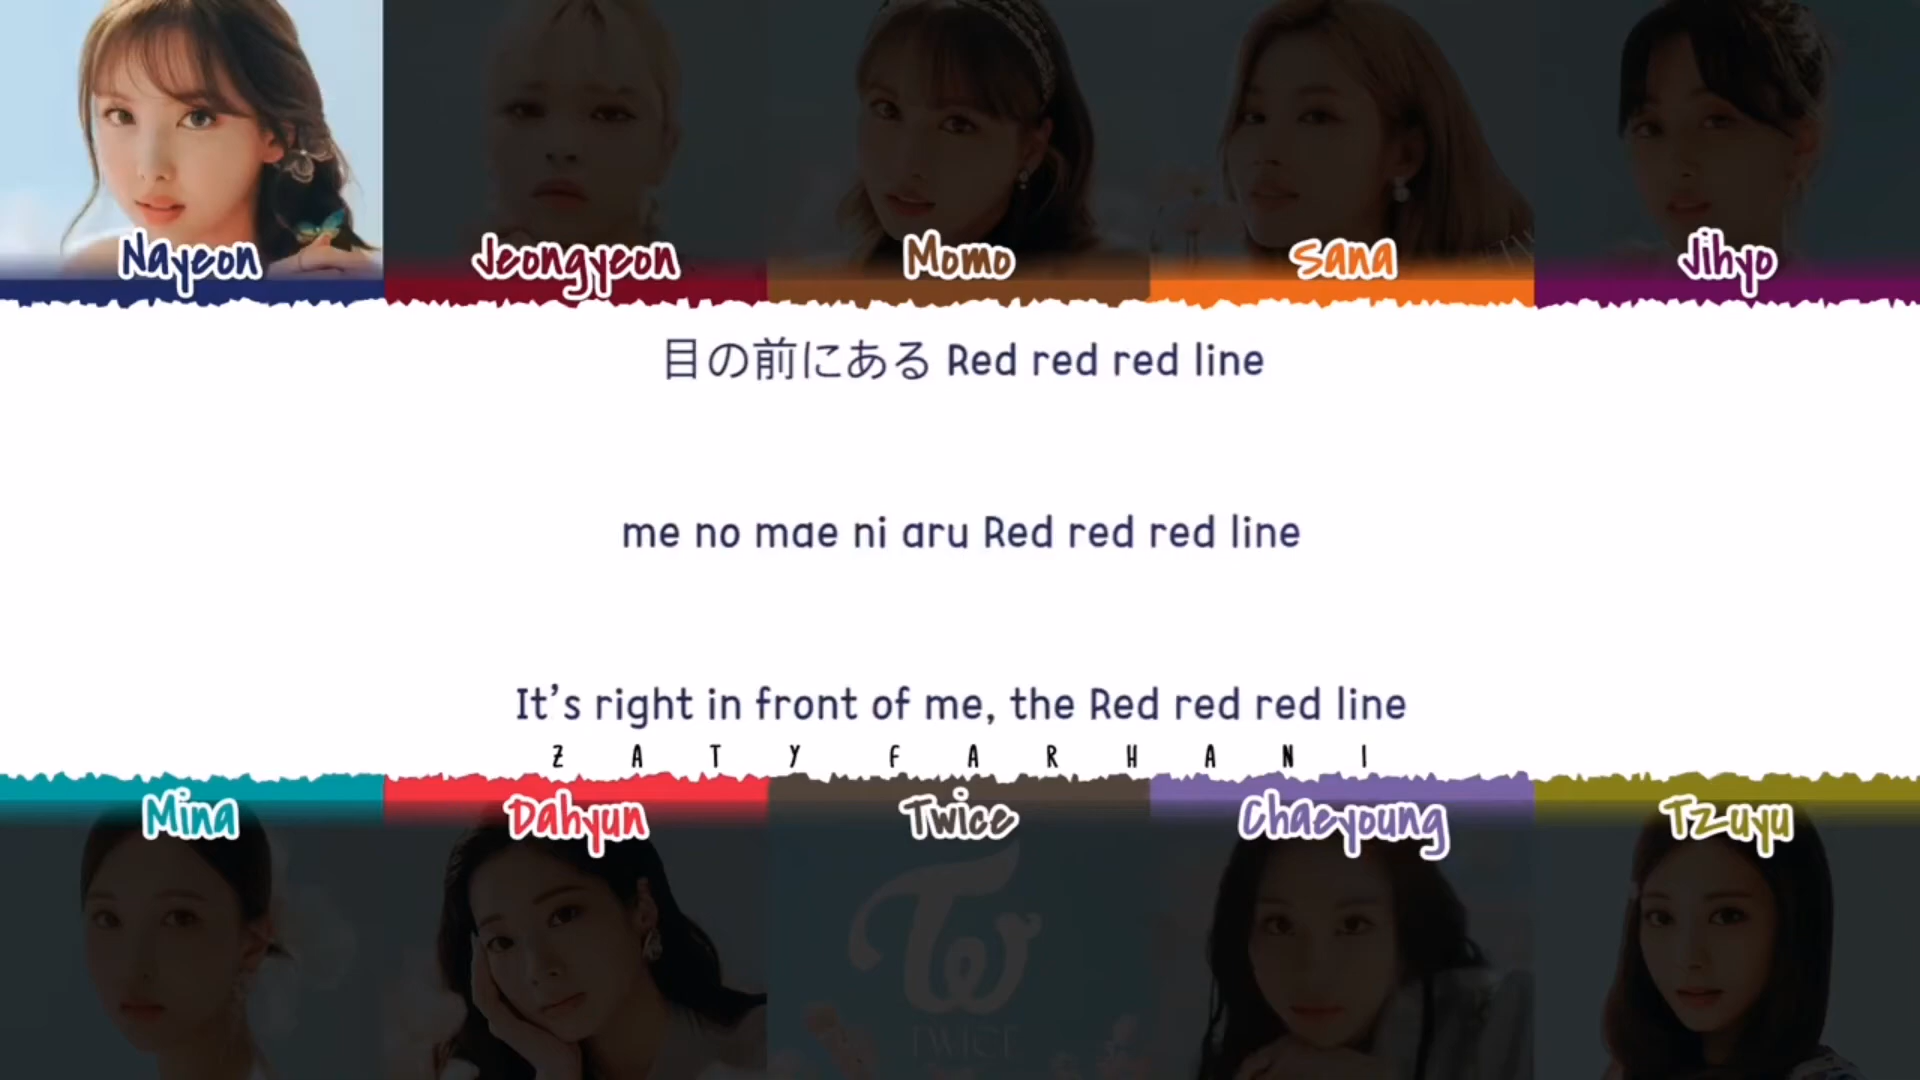 Nayeon
Jeongyeon
Momo
Sana
Jihyo
目の前にある Red red red line
me no mae ni aru Red red red line
It's right in front of me, the Red red red line
ZATYFARHANI
Mina
Dahyun
Twice
Chaeyoung
Tzuyu
TWICE